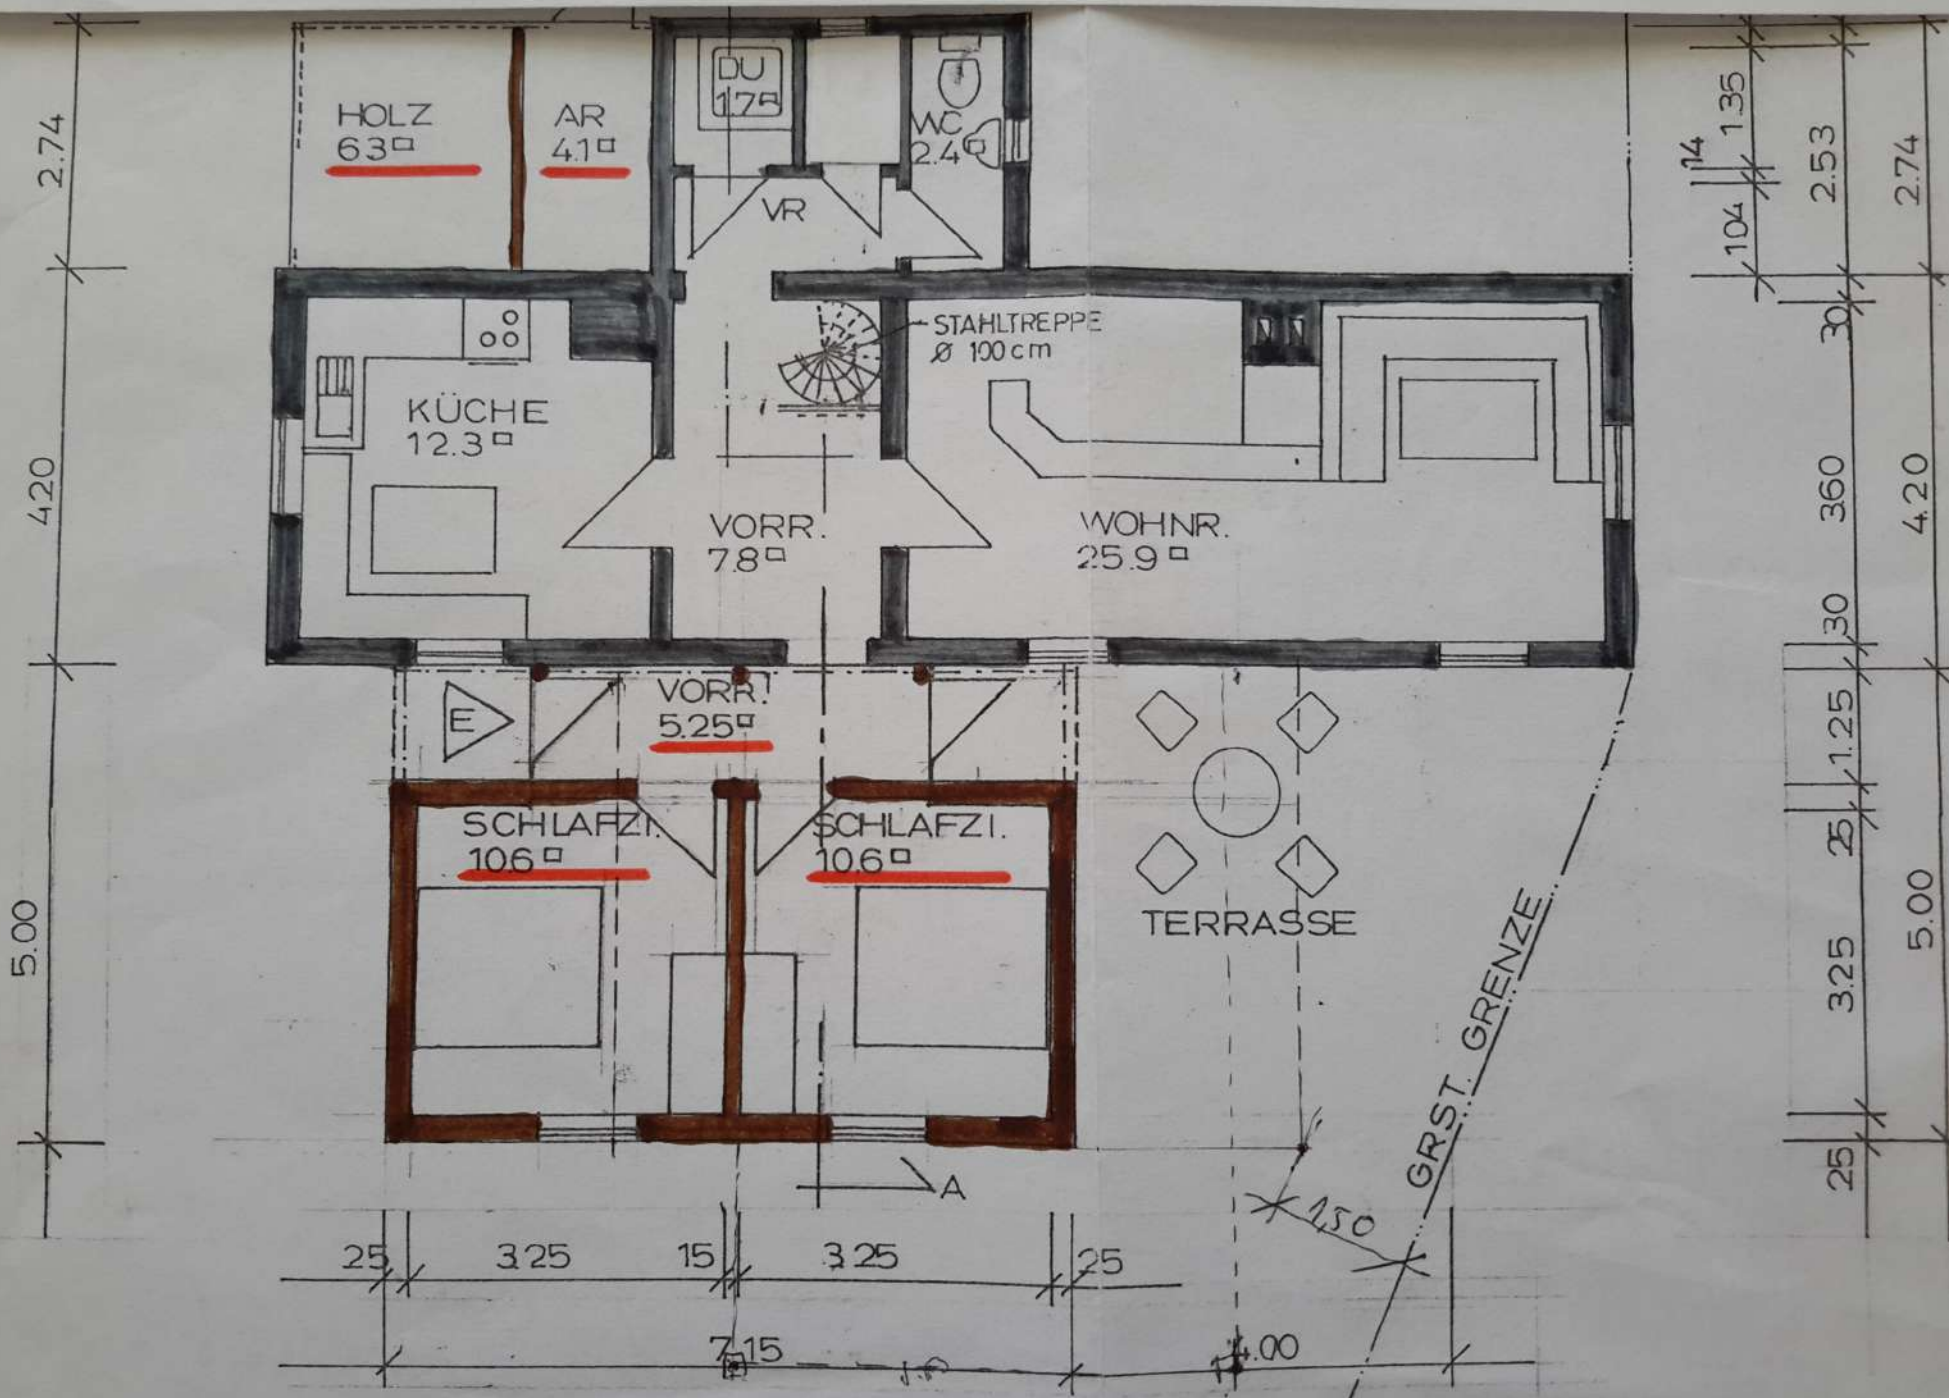 HOLZ
63□
AR
4.1□
DU
1.7□
WC
2.4□
VR
STAHLTREPPE
Ø 100 cm
KÜCHE
12.3□
VORR.
7.8□
WOHNR.
25.9□
E
VORR.
5.25□
SCHLAFZI.
10.6□
SCHLAFZI.
10.6□
TERRASSE
GRST. GRENZE
A
1,50
2.74
4.20
5.00
14
1.35
104
2.53
2.74
30
3.60
4.20
30
1.25
25
3.25
5.00
25
25
3.25
15
3.25
25
7.15
4.00